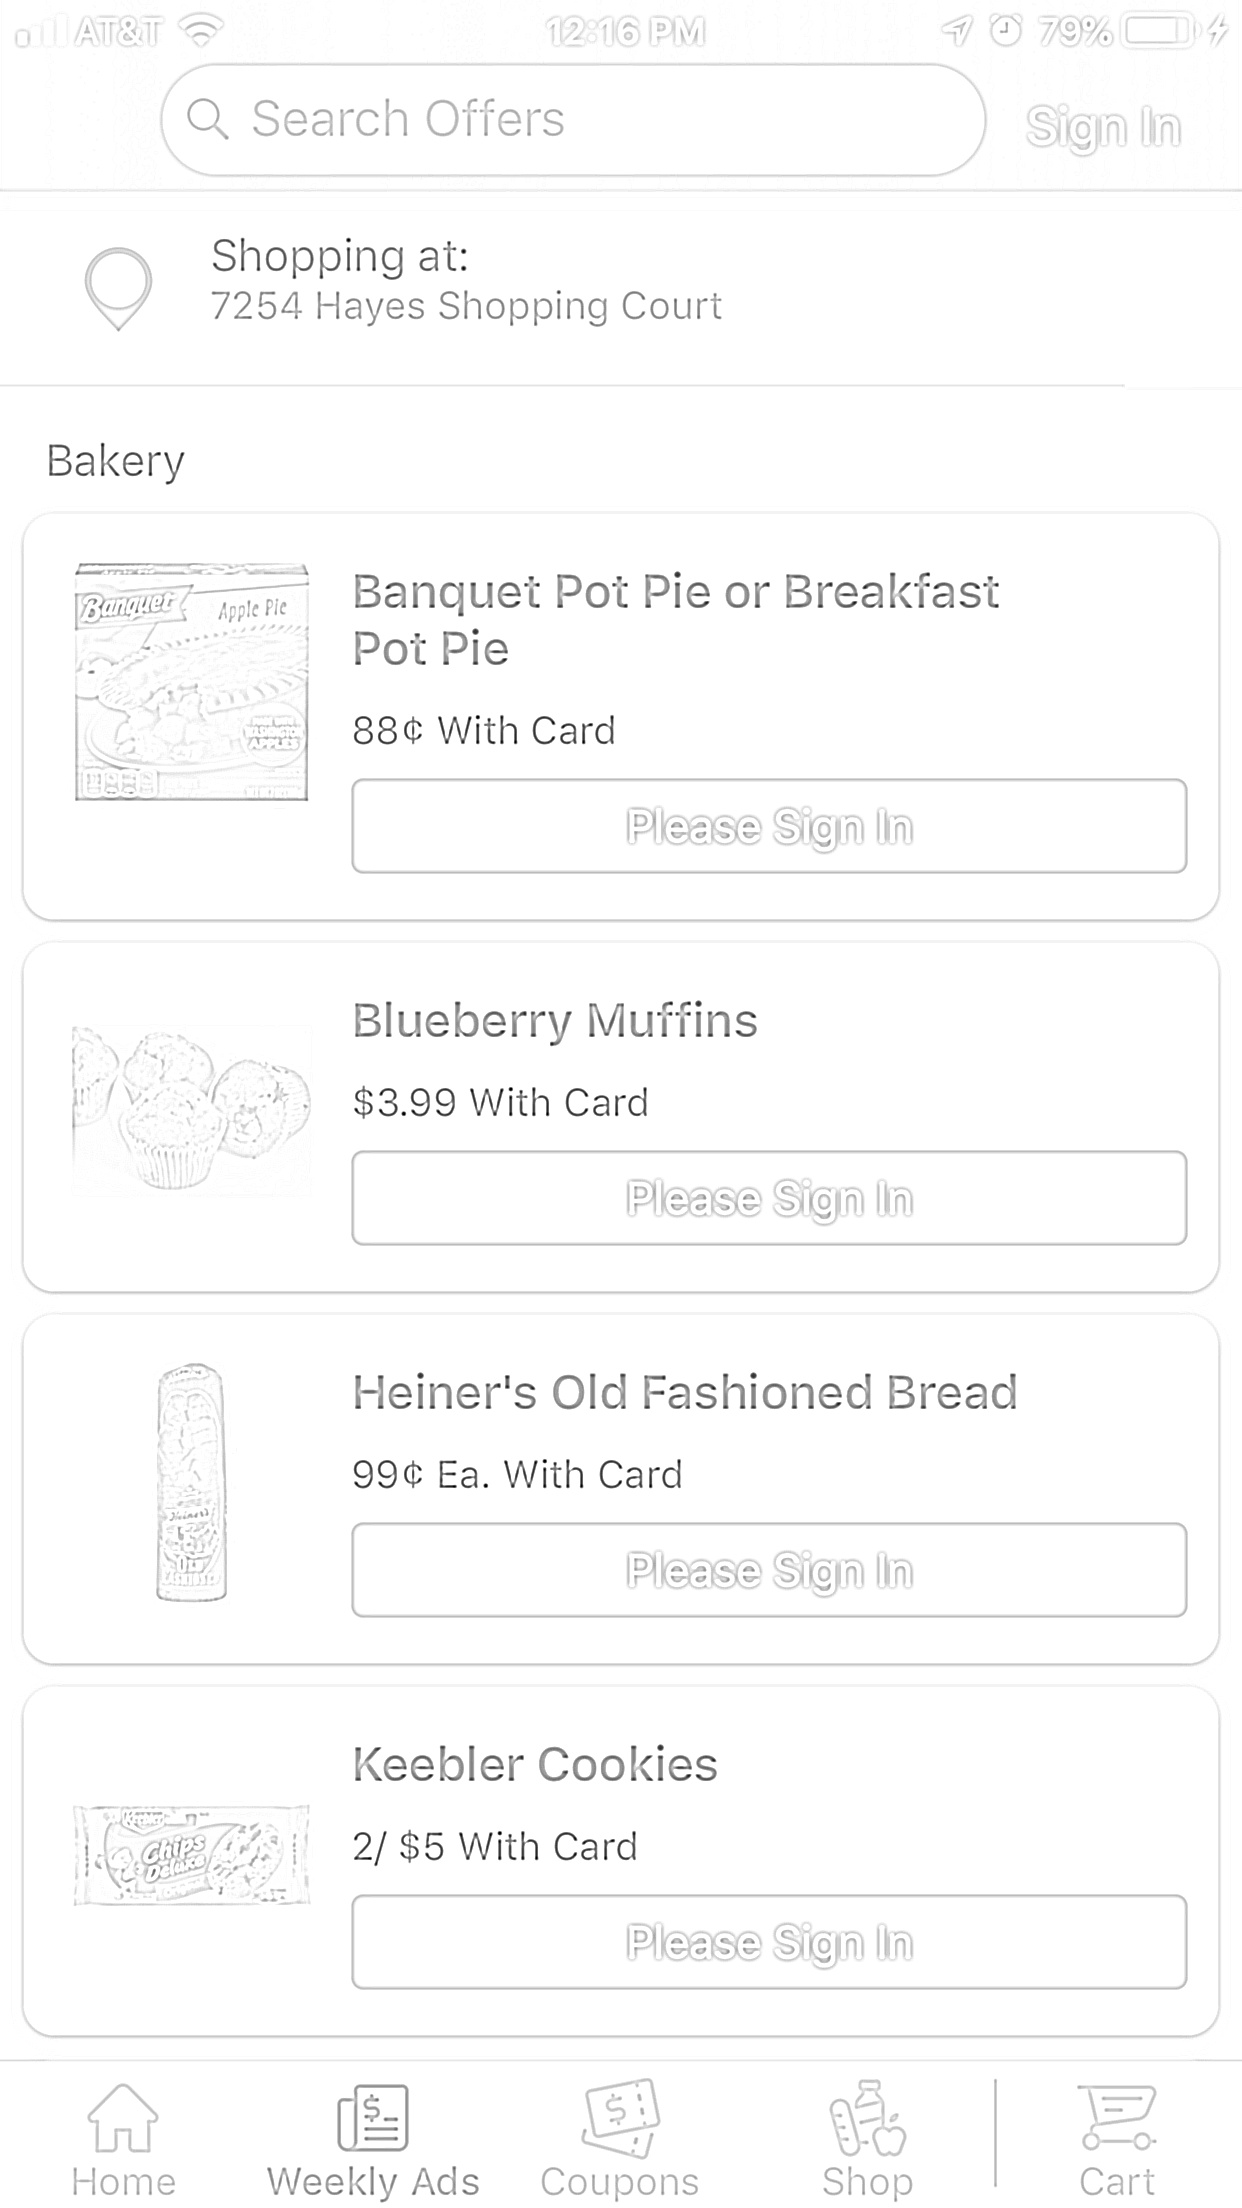 AT&T 12:16 PM 79%
Search Offers Sign In
Shopping at:
7254 Hayes Shopping Court
Bakery
Banquet Apple Pie
Banquet Pot Pie or Breakfast
Pot Pie
88¢ With Card
Please Sign In
Blueberry Muffins
$3.99 With Card
Please Sign In
Heiner's
Heiner's Old Fashioned Bread
99¢ Ea. With Card
Please Sign In
Keebler
Chips
Deluxe
Keebler Cookies
2/ $5 With Card
Please Sign In
Home Weekly Ads Coupons Shop Cart